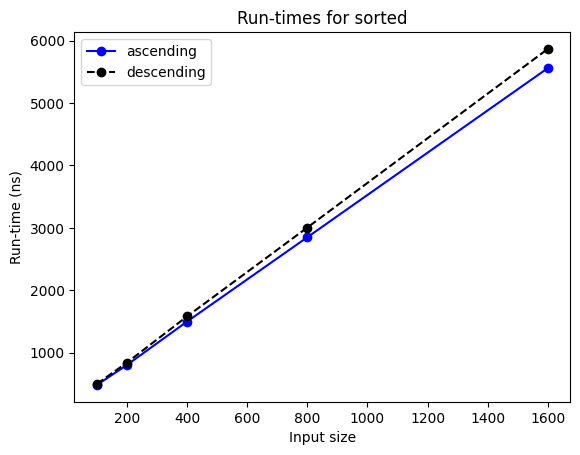 Run-times for sorted
ascending
descending
Run-time (ns)
6000
5000
4000
3000
2000
1000
200 400 600 800 1000 1200 1400 1600
Input size